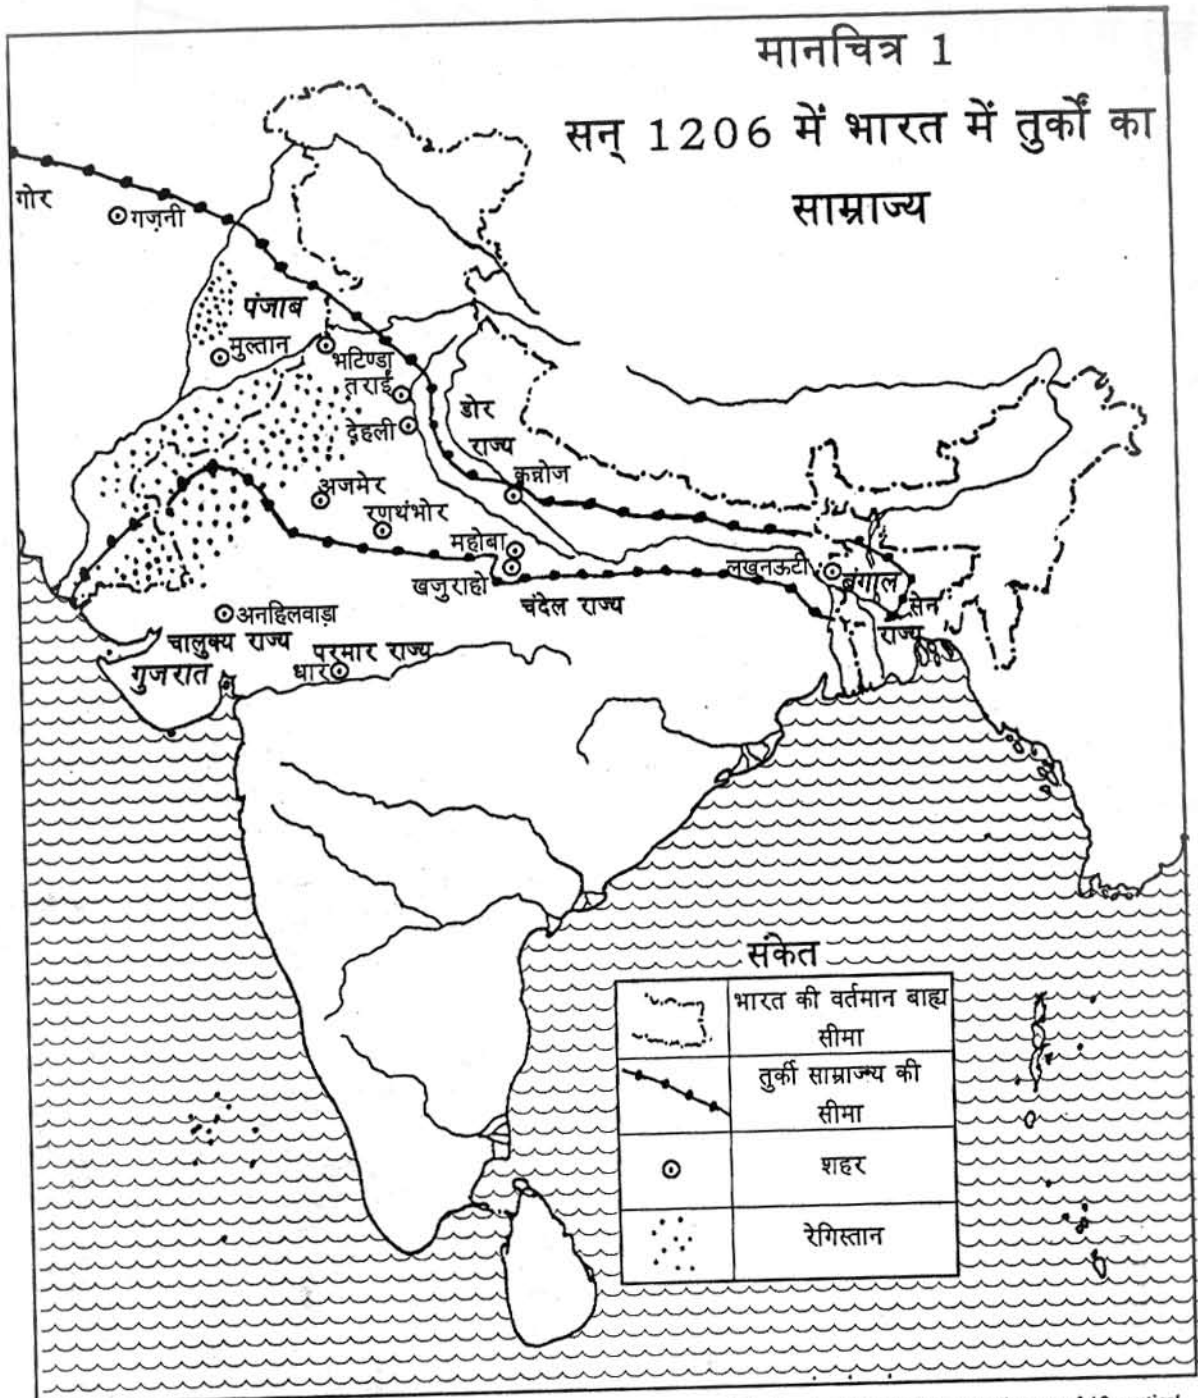 मानचित्र 1
सन् 1206 में भारत में तुर्कों का
साम्राज्य
गोर
गज़नी
पंजाब
मुल्तान
भटिण्डा
तराई
देहली
डोर
राज्य
कन्नोज
अजमेर
रणथंभोर
महोबा
खजुराहो
चंदेल राज्य
लखनऊटी
बंगाल
सेन
राज्य
अनहिलवाड़ा
चालुक्य राज्य
गुजरात
परमार राज्य
धार
संकेत
भारत की वर्तमान बाह्य
सीमा
तुर्की साम्राज्य की
सीमा
शहर
रेगिस्तान